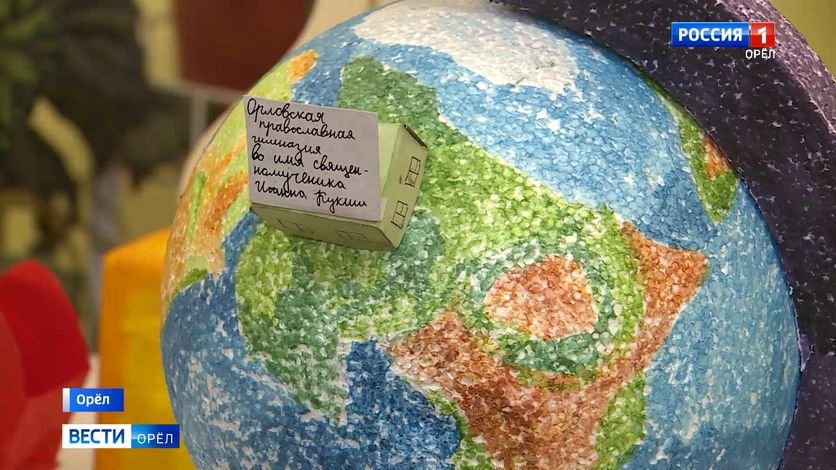 РОССИЯ 1
ОРЁЛ
Орловская
православная
гимназия
во имя священ-
номученика
Иоанна Кукши
Орёл
ВЕСТИ ОРЁЛ